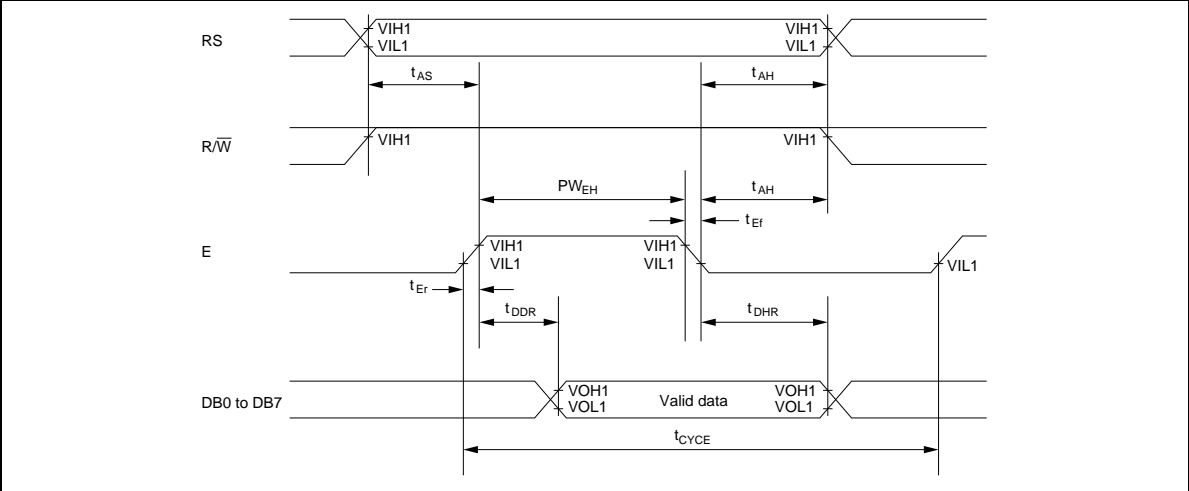 RS
VIH1
VIL1
VIH1
VIL1
tAS
tAH
R/W̅
VIH1
VIH1
PWEH
tAH
tEf
E
VIH1
VIL1
VIH1
VIL1
VIL1
tEr
tDDR
tDHR
DB0 to DB7
VOH1
VOL1
Valid data
VOH1
VOL1
tCYCE